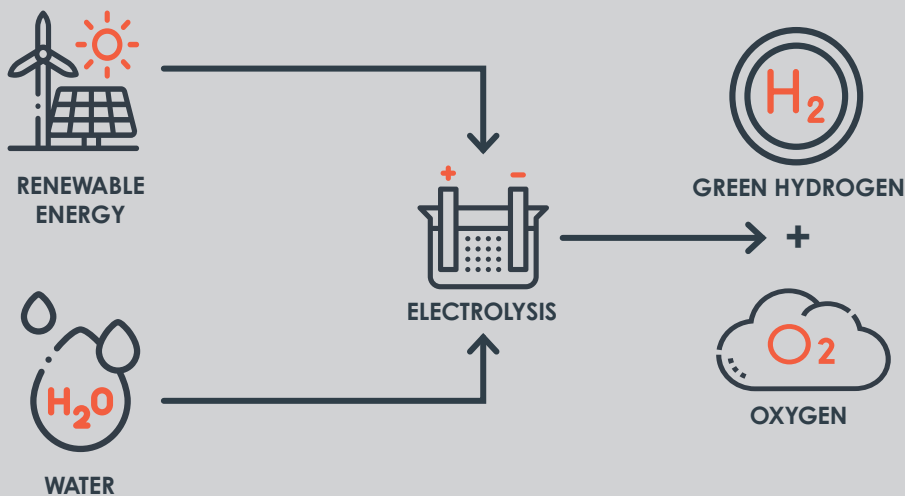 RENEWABLE
ENERGY
H2O
WATER
+ -
ELECTROLYSIS
H2
GREEN HYDROGEN
+
O2
OXYGEN